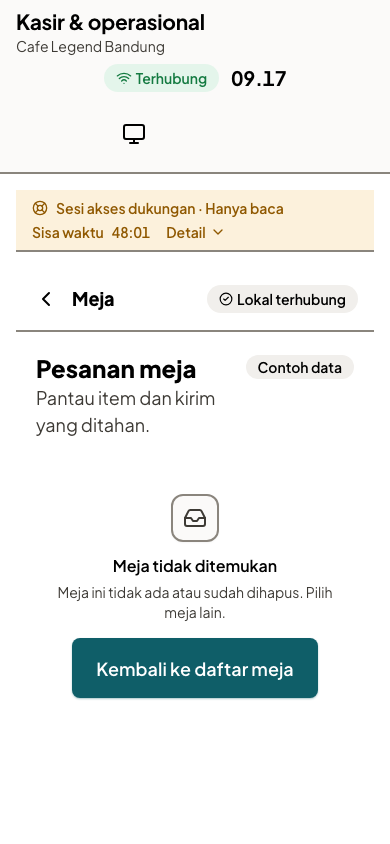 Kasir & operasional
Cafe Legend Bandung
Terhubung
09.17
Sesi akses dukungan · Hanya baca
Sisa waktu 48:01 Detail
Meja
Lokal terhubung
Pesanan meja
Contoh data
Pantau item dan kirim
yang ditahan.
Meja tidak ditemukan
Meja ini tidak ada atau sudah dihapus. Pilih
meja lain.
Kembali ke daftar meja